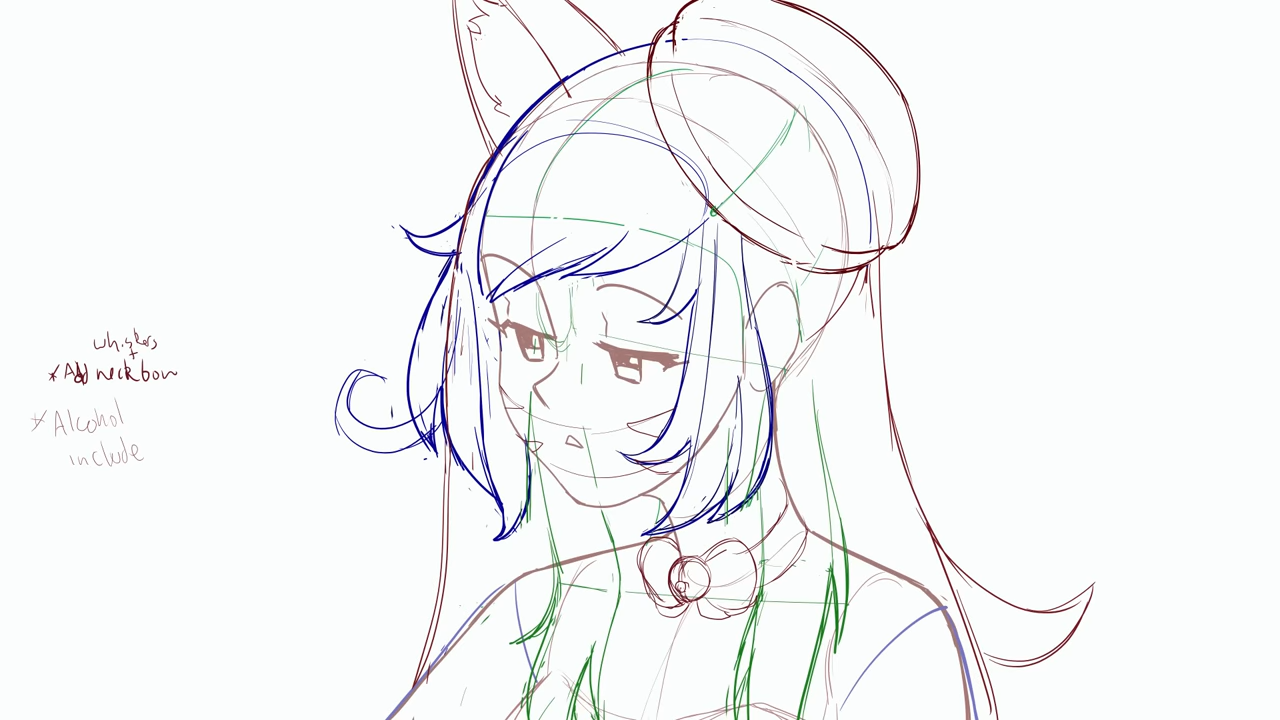 whiskers
+
*Add neckbow
*Alcohol
include